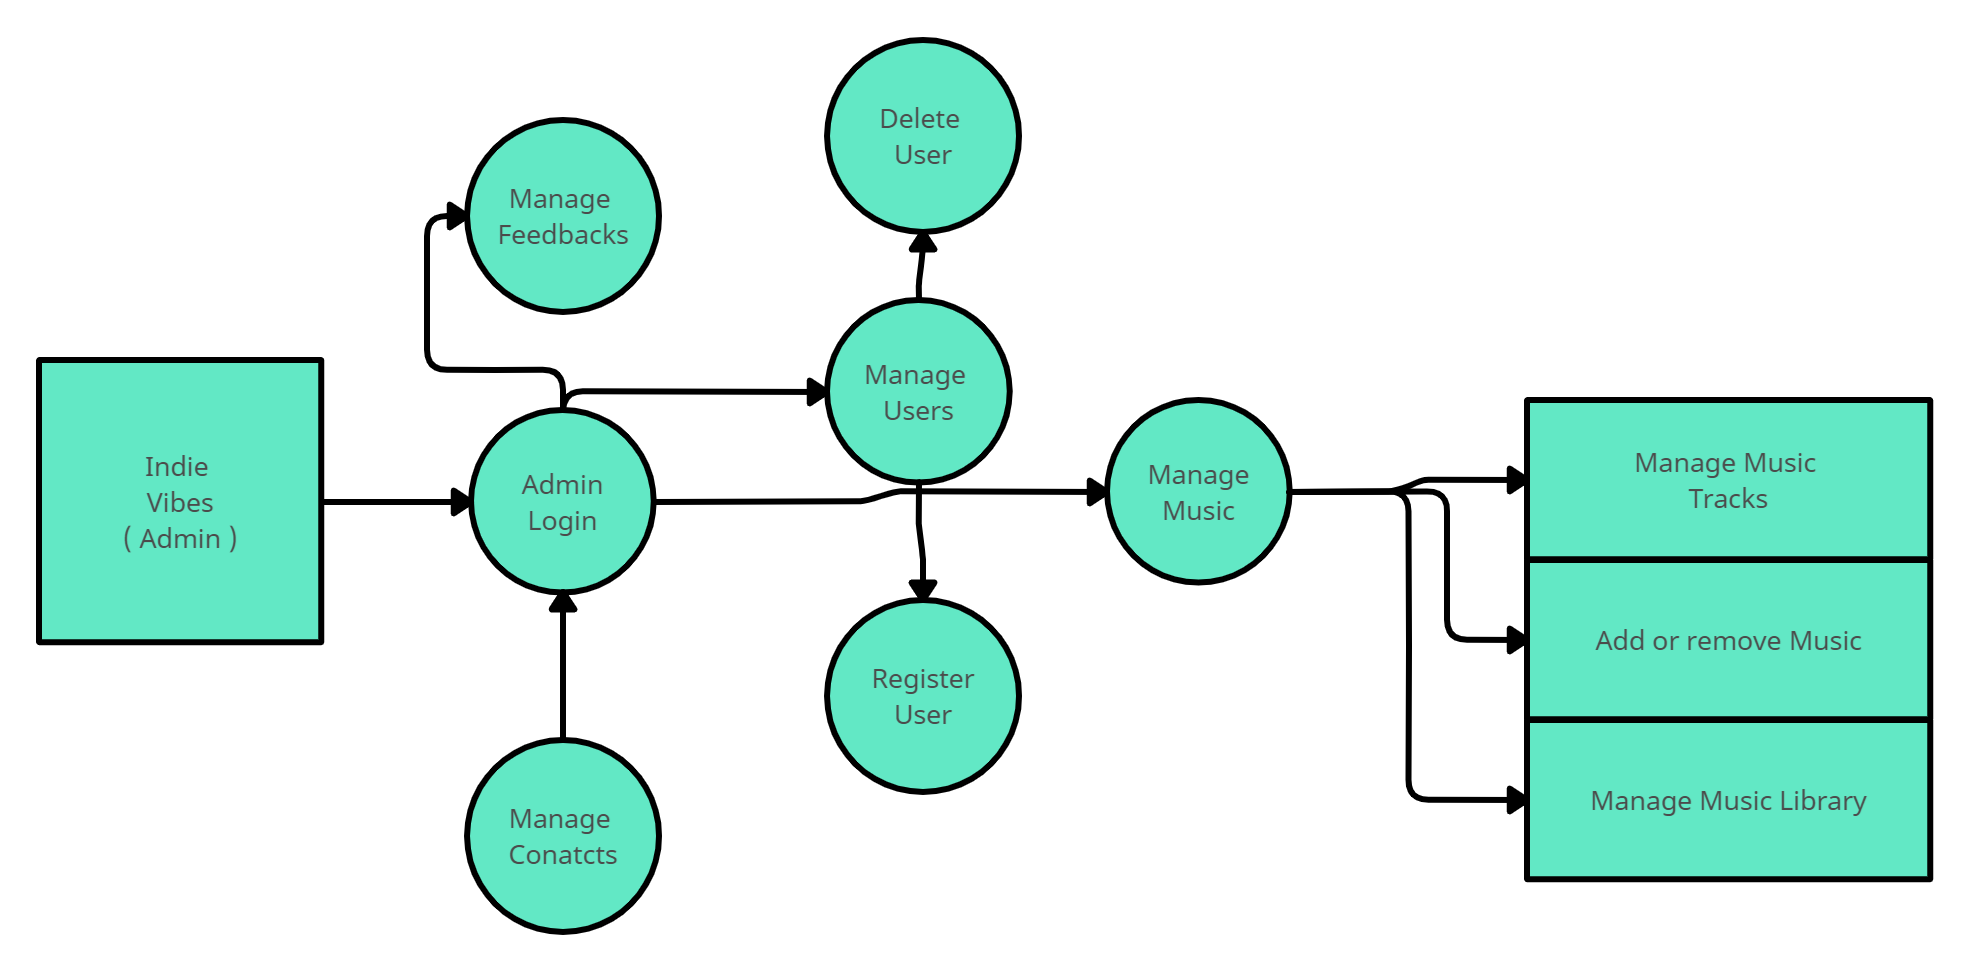 Delete
User
Manage
Feedbacks
Manage
Users
Indie
Vibes
( Admin )
Admin
Login
Manage
Music
Manage Music
Tracks
Add or remove Music
Register
User
Manage Music Library
Manage
Conatcts